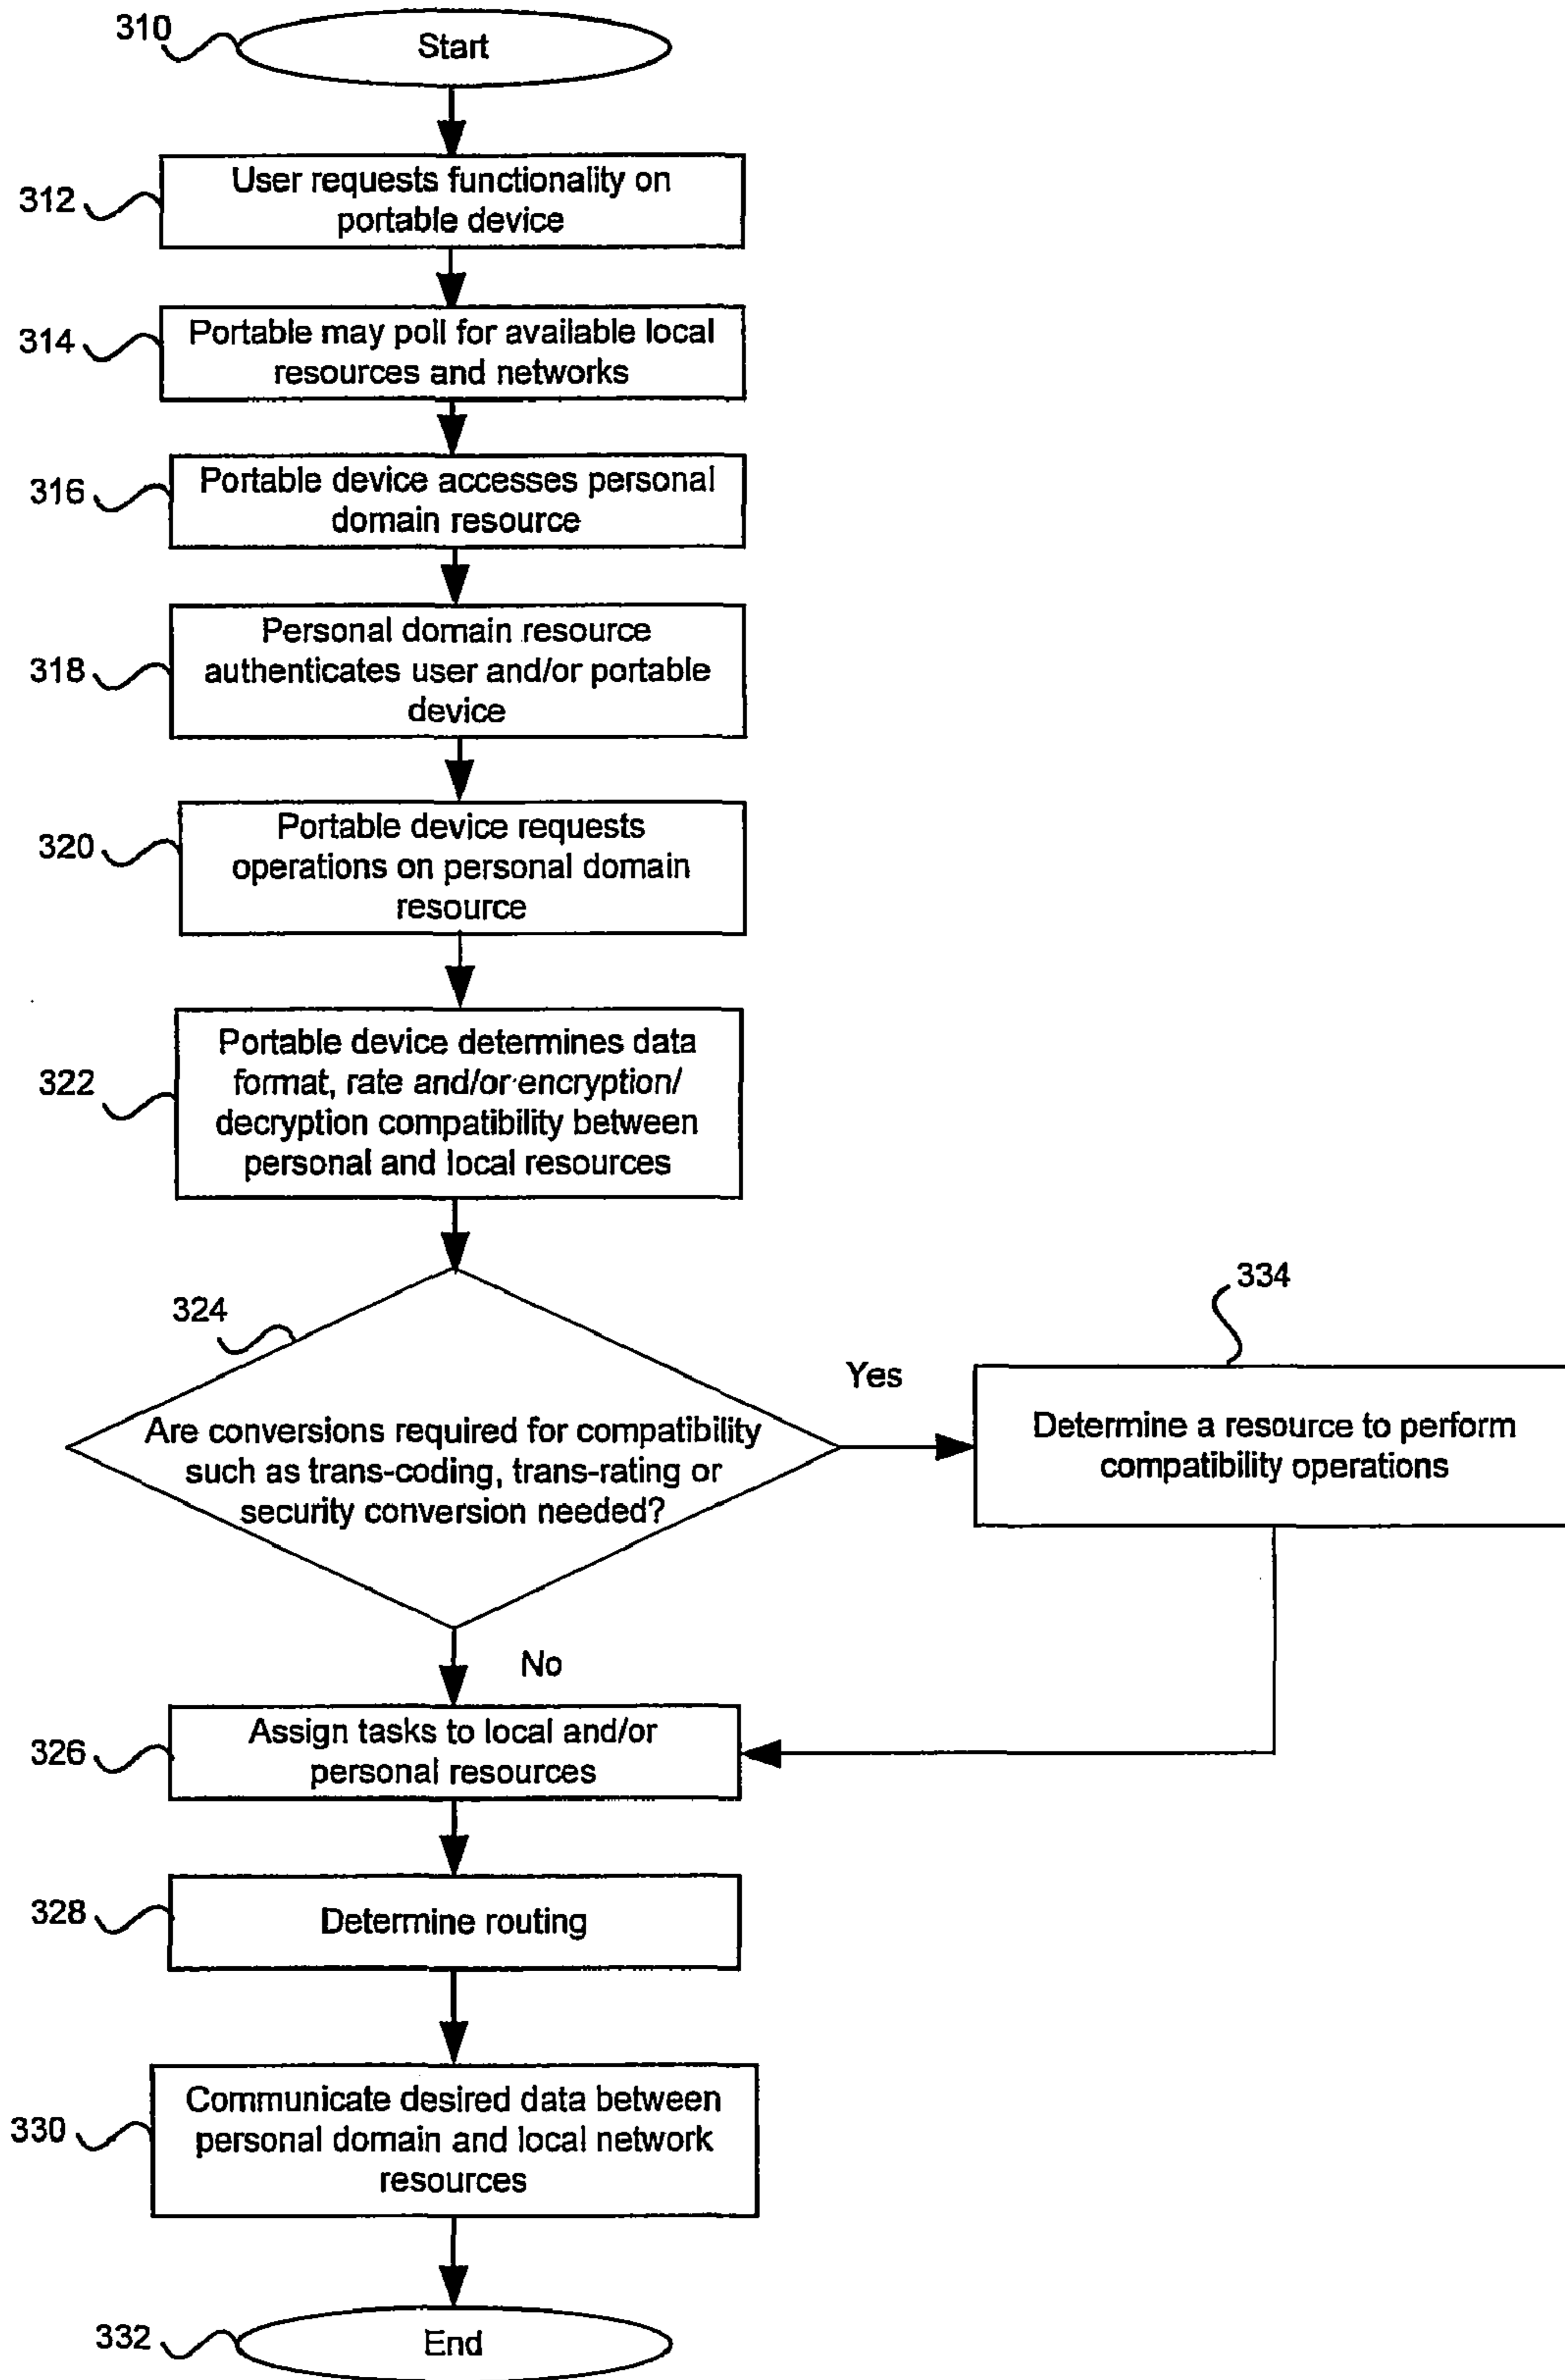 310
Start
312
User requests functionality on
portable device
314
Portable may poll for available local
resources and networks
316
Portable device accesses personal
domain resource
318
Personal domain resource
authenticates user and/or portable
device
320
Portable device requests
operations on personal domain
resource
322
Portable device determines data
format, rate and/or encryption/
decryption compatibility between
personal and local resources
324
Are conversions required for compatibility
such as trans-coding, trans-rating or
security conversion needed?
Yes
334
Determine a resource to perform
compatibility operations
No
326
Assign tasks to local and/or
personal resources
328
Determine routing
330
Communicate desired data between
personal domain and local network
resources
332
End